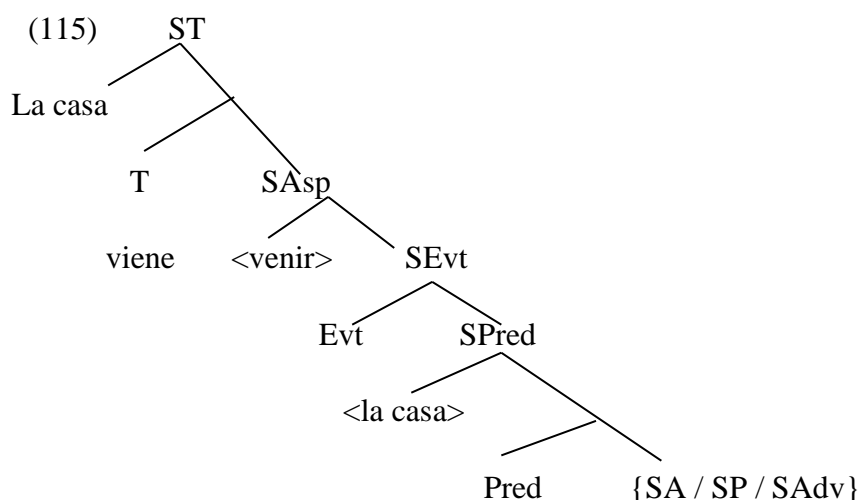 (115) ST
La casa
T SAsp
viene <venir> SEvt
Evt SPred
<la casa>
Pred {SA / SP / SAdv}